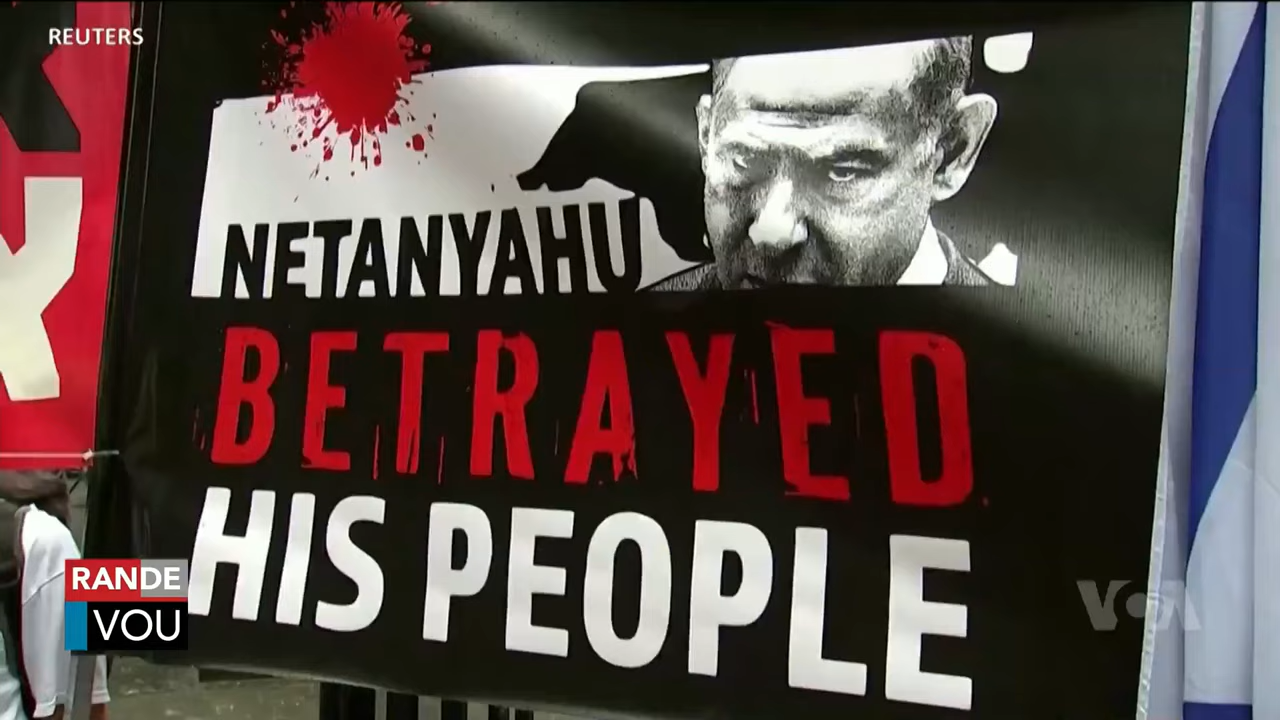 REUTERS
NETANYAHU
BETRAYED
HIS PEOPLE
RANDE
VOU
VOA